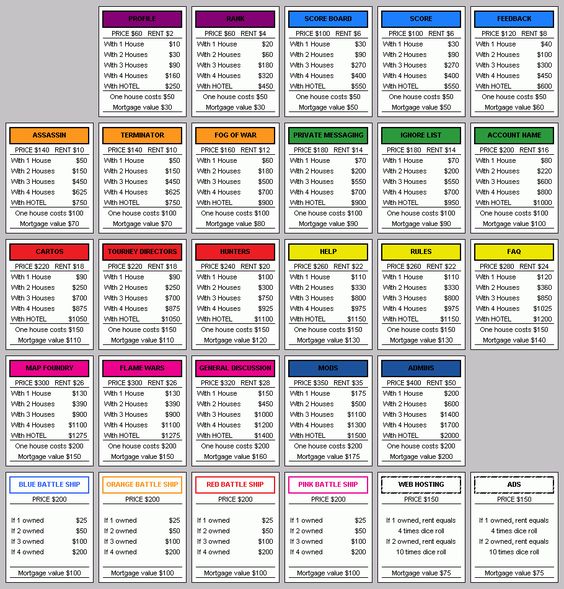 PROFILE
PRICE $60 RENT $2
With 1 House $10
With 2 Houses $30
With 3 Houses $90
With 4 Houses $160
With HOTEL $250
One house costs $50
Mortgage value $30
RANK
PRICE $60 RENT $4
With 1 House $20
With 2 Houses $60
With 3 Houses $180
With 4 Houses $320
With HOTEL $450
One house costs $50
Mortgage value $30
SCORE BOARD
PRICE $100 RENT $6
With 1 House $30
With 2 Houses $90
With 3 Houses $270
With 4 Houses $400
With HOTEL $550
One house costs $50
Mortgage value $50
SCORE
PRICE $100 RENT $6
With 1 House $30
With 2 Houses $90
With 3 Houses $270
With 4 Houses $400
With HOTEL $550
One house costs $50
Mortgage value $50
FEEDBACK
PRICE $120 RENT $8
With 1 House $40
With 2 Houses $100
With 3 Houses $300
With 4 Houses $450
With HOTEL $600
One house costs $50
Mortgage value $60
ASSASSIN
PRICE $140 RENT $10
With 1 House $50
With 2 Houses $150
With 3 Houses $450
With 4 Houses $625
With HOTEL $750
One house costs $100
Mortgage value $70
TERMINATOR
PRICE $140 RENT $10
With 1 House $50
With 2 Houses $150
With 3 Houses $450
With 4 Houses $625
With HOTEL $750
One house costs $100
Mortgage value $70
FOG OF WAR
PRICE $160 RENT $12
With 1 House $60
With 2 Houses $180
With 3 Houses $500
With 4 Houses $700
With HOTEL $900
One house costs $100
Mortgage value $80
PRIVATE MESSAGING
PRICE $180 RENT $14
With 1 House $70
With 2 Houses $200
With 3 Houses $550
With 4 Houses $700
With HOTEL $900
One house costs $100
Mortgage value $90
IGNORE LIST
PRICE $180 RENT $14
With 1 House $70
With 2 Houses $200
With 3 Houses $550
With 4 Houses $700
With HOTEL $950
One house costs $100
Mortgage value $90
ACCOUNT NAME
PRICE $200 RENT $16
With 1 House $80
With 2 Houses $220
With 3 Houses $600
With 4 Houses $800
With HOTEL $1000
One house costs $100
Mortgage value $100
CARTOS
PRICE $220 RENT $18
With 1 House $90
With 2 Houses $250
With 3 Houses $700
With 4 Houses $875
With HOTEL $1050
One house costs $150
Mortgage value $110
TOURNEY DIRECTORS
PRICE $220 RENT $18
With 1 House $90
With 2 Houses $250
With 3 Houses $750
With 4 Houses $875
With HOTEL $1050
One house costs $150
Mortgage value $110
HUNTERS
PRICE $240 RENT $20
With 1 House $100
With 2 Houses $300
With 3 Houses $750
With 4 Houses $925
With HOTEL $1100
One house costs $150
Mortgage value $120
HELP
PRICE $260 RENT $22
With 1 House $110
With 2 Houses $330
With 3 Houses $800
With 4 Houses $975
With HOTEL $1150
One house costs $150
Mortgage value $130
RULES
PRICE $260 RENT $22
With 1 House $110
With 2 Houses $330
With 3 Houses $800
With 4 Houses $975
With HOTEL $1150
One house costs $150
Mortgage value $130
FAQ
PRICE $280 RENT $24
With 1 House $120
With 2 Houses $360
With 3 Houses $850
With 4 Houses $1025
With HOTEL $1200
One house costs $150
Mortgage value $140
MAP FOUNDRY
PRICE $300 RENT $26
With 1 House $130
With 2 Houses $390
With 3 Houses $900
With 4 Houses $1100
With HOTEL $1275
One house costs $200
Mortgage value $150
FLAME WARS
PRICE $300 RENT $26
With 1 House $130
With 2 Houses $390
With 3 Houses $900
With 4 Houses $1100
With HOTEL $1275
One house costs $200
Mortgage value $150
GENERAL DISCUSSION
PRICE $320 RENT $28
With 1 House $150
With 2 Houses $450
With 3 Houses $1000
With 4 Houses $1200
With HOTEL $1400
One house costs $200
Mortgage value $160
MODS
PRICE $350 RENT $35
With 1 House $175
With 2 Houses $500
With 3 Houses $1100
With 4 Houses $1300
With HOTEL $1500
One house costs $200
Mortgage value $175
ADMINS
PRICE $400 RENT $50
With 1 House $200
With 2 Houses $600
With 3 Houses $1400
With 4 Houses $1700
With HOTEL $2000
One house costs $200
Mortgage value $200
BLUE BATTLE SHIP
PRICE $200
If 1 owned $25
If 2 owned $50
If 3 owned $100
If 4 owned $200
Mortgage value $100
ORANGE BATTLE SHIP
PRICE $200
If 1 owned $25
If 2 owned $50
If 3 owned $100
If 4 owned $200
Mortgage value $100
RED BATTLE SHIP
PRICE $200
If 1 owned $25
If 2 owned $50
If 3 owned $100
If 4 owned $200
Mortgage value $100
PINK BATTLE SHIP
PRICE $200
If 1 owned $25
If 2 owned $50
If 3 owned $100
If 4 owned $200
Mortgage value $100
WEB HOSTING
PRICE $150
If 1 owned, rent equals
4 times dice roll
If 2 owned, rent equals
10 times dice roll
Mortgage value $75
ADS
PRICE $150
If 1 owned, rent equals
4 times dice roll
If 2 owned, rent equals
10 times dice roll
Mortgage value $75